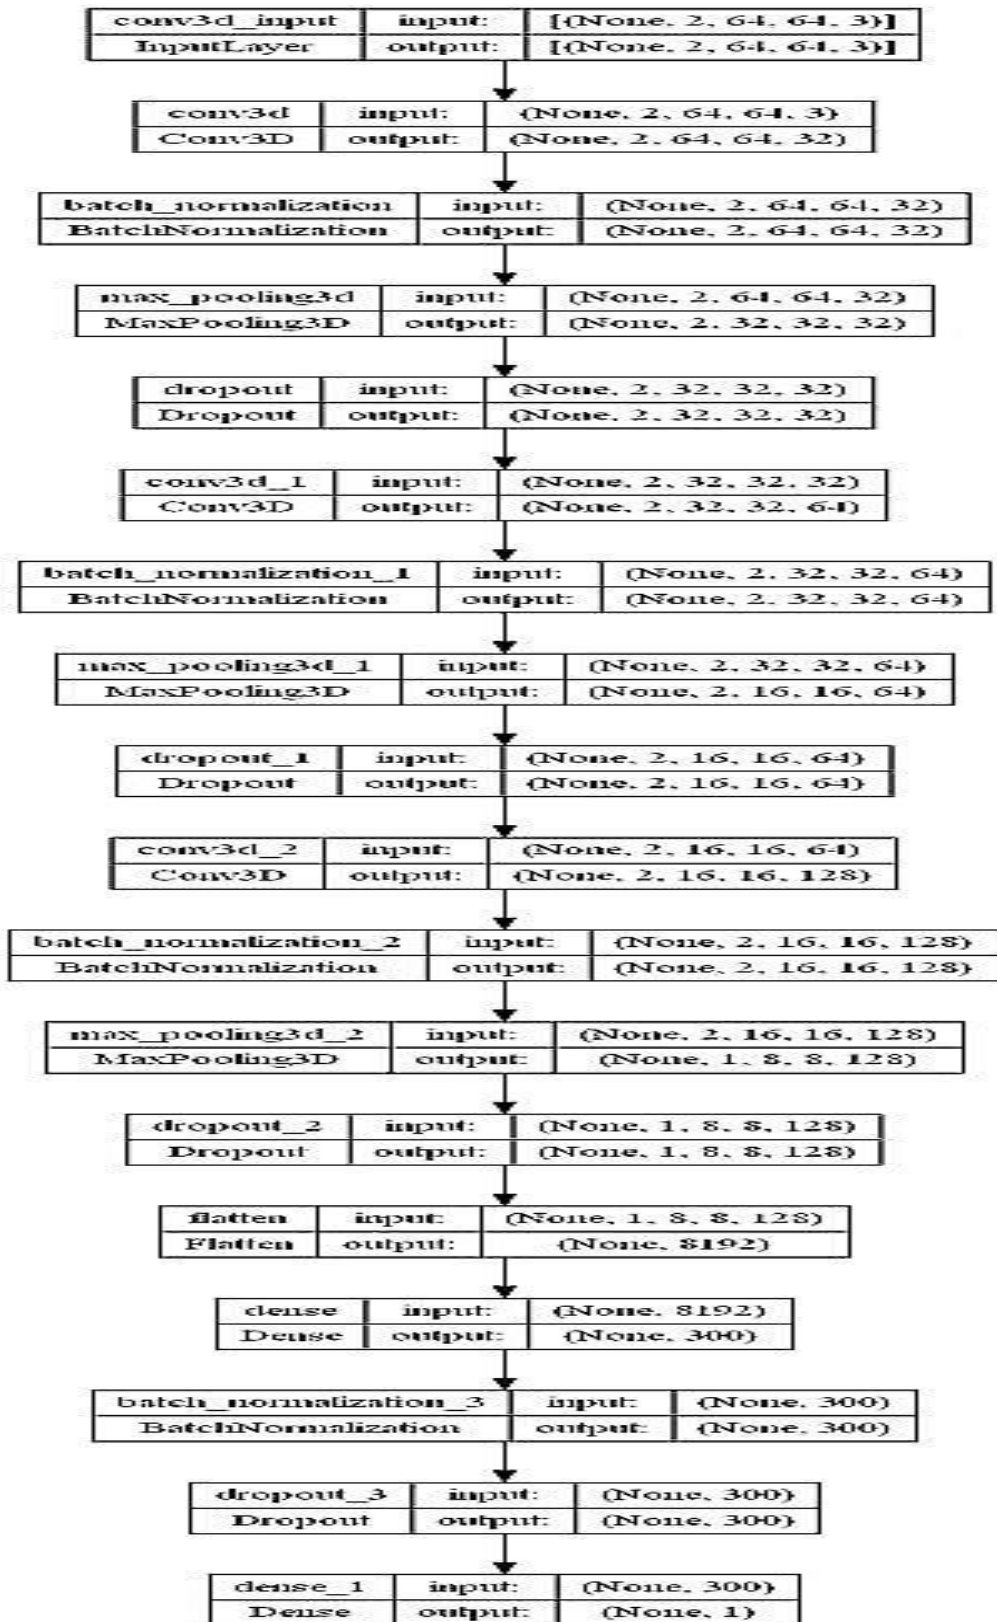 conv3d_input input: [(None, 2, 64, 64, 3)]
InputLayer output: [(None, 2, 64, 64, 3)]
conv3d input: (None, 2, 64, 64, 3)
Conv3D output: (None, 2, 64, 64, 32)
batch_normalization input: (None, 2, 64, 64, 32)
BatchNormalization output: (None, 2, 64, 64, 32)
max_pooling3d input: (None, 2, 64, 64, 32)
MaxPooling3D output: (None, 2, 32, 32, 32)
dropout input: (None, 2, 32, 32, 32)
Dropout output: (None, 2, 32, 32, 32)
conv3d_1 input: (None, 2, 32, 32, 32)
Conv3D output: (None, 2, 32, 32, 64)
batch_normalization_1 input: (None, 2, 32, 32, 64)
BatchNormalization output: (None, 2, 32, 32, 64)
max_pooling3d_1 input: (None, 2, 32, 32, 64)
MaxPooling3D output: (None, 2, 16, 16, 64)
dropout_1 input: (None, 2, 16, 16, 64)
Dropout output: (None, 2, 16, 16, 64)
conv3d_2 input: (None, 2, 16, 16, 64)
Conv3D output: (None, 2, 16, 16, 128)
batch_normalization_2 input: (None, 2, 16, 16, 128)
BatchNormalization output: (None, 2, 16, 16, 128)
max_pooling3d_2 input: (None, 2, 16, 16, 128)
MaxPooling3D output: (None, 1, 8, 8, 128)
dropout_2 input: (None, 1, 8, 8, 128)
Dropout output: (None, 1, 8, 8, 128)
flatten input: (None, 1, 8, 8, 128)
Flatten output: (None, 8192)
dense input: (None, 8192)
Dense output: (None, 300)
batch_normalization_3 input: (None, 300)
BatchNormalization output: (None, 300)
dropout_3 input: (None, 300)
Dropout output: (None, 300)
dense_1 input: (None, 300)
Dense output: (None, 1)